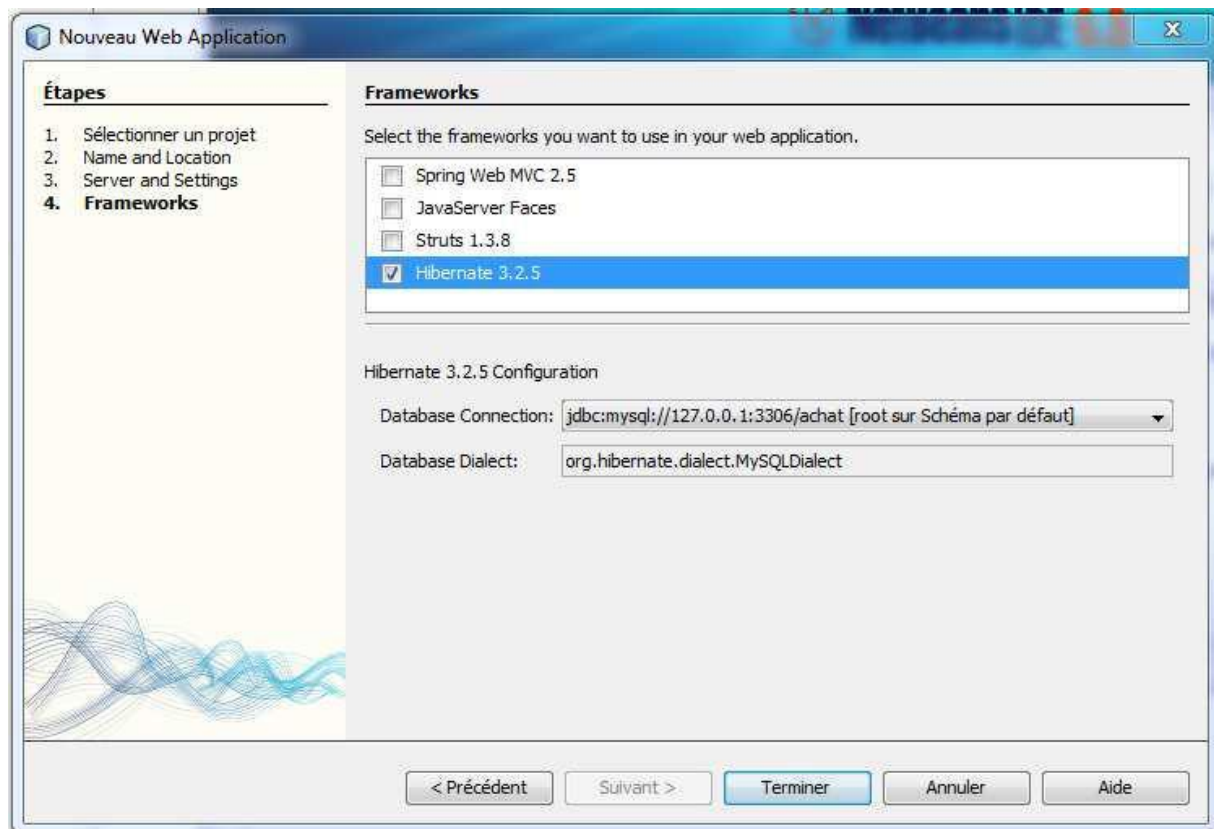 Nouveau Web Application
Étapes
1. Sélectionner un projet
2. Name and Location
3. Server and Settings
4. Frameworks
Frameworks
Select the frameworks you want to use in your web application.
Spring Web MVC 2.5
JavaServer Faces
Struts 1.3.8
Hibernate 3.2.5
Hibernate 3.2.5 Configuration
Database Connection: jdbc:mysql://127.0.0.1:3306/achat [root sur Schéma par défaut]
Database Dialect: org.hibernate.dialect.MySQLDialect
< Précédent Suivant > Terminer Annuler Aide